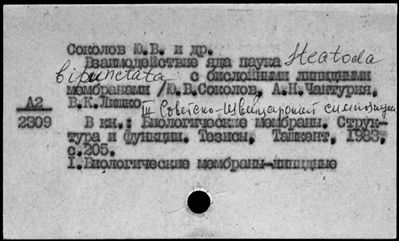 Соколов Ю.В. и др.
Взаимодействие яда паука Steatoda
bipunctata с бислойными липидными
мембранами /Ю.В.Соколов, А.Н.Чантурия,
А2 В.К.Лишко III Советско-Швейцарский симпозиум
2309 В кн.: Биологические мембраны. Струк-
тура и функции. Тезисы. Ташкент, 1983,
с.205.
I.Биологические мембраны-липидные